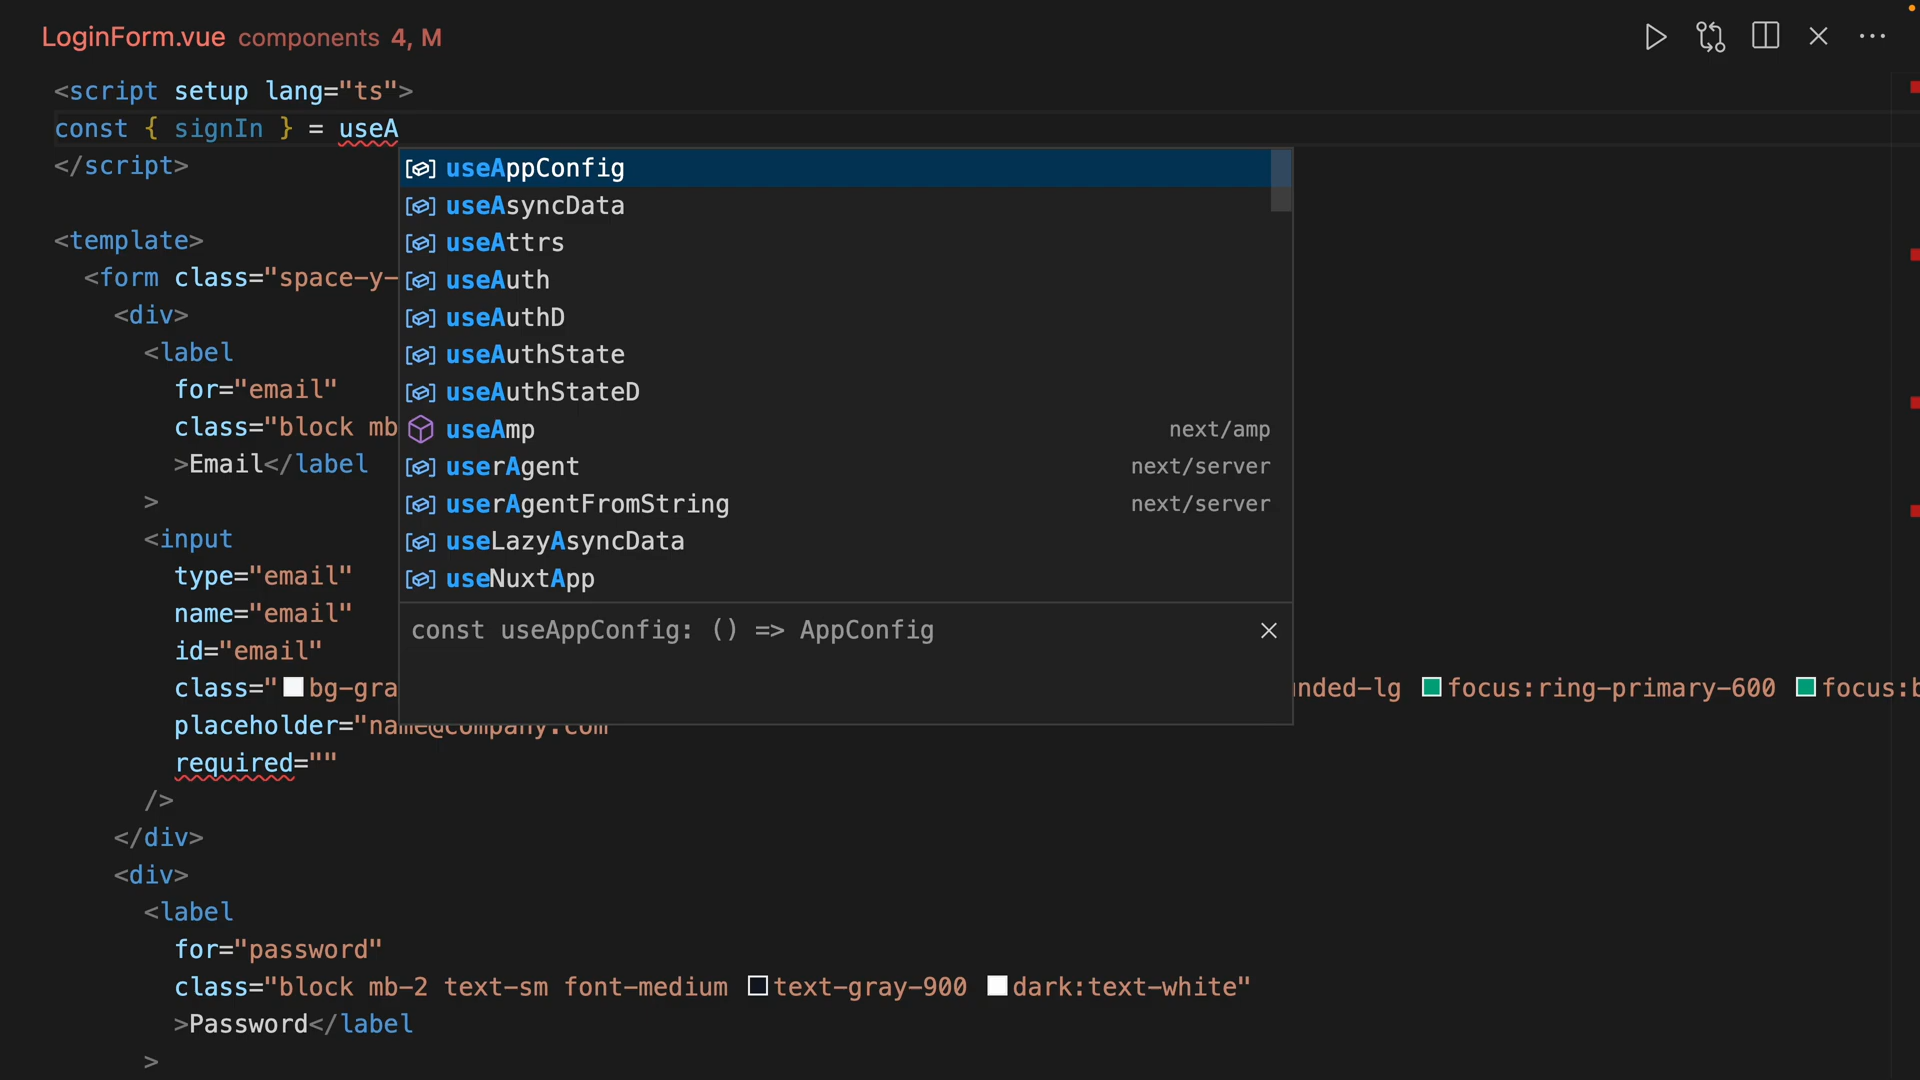 LoginForm.vue components 4, M
<script setup lang="ts">
const { signIn } = useA
</script>
useAppConfig
useAsyncData
useAttrs
useAuth
useAuthD
useAuthState
useAuthStateD
useAmp next/amp
userAgent next/server
userAgentFromString next/server
useLazyAsyncData
useNuxtApp
const useAppConfig: () => AppConfig
<template>
<form class="space-y-
<div>
<label
for="email"
class="block mb
>Email</label
>
<input
type="email"
name="email"
id="email"
class="bg-gra nded-lg focus:ring-primary-600 focus:b
placeholder="name@company.com
required=""
/>
</div>
<div>
<label
for="password"
class="block mb-2 text-sm font-medium text-gray-900 dark:text-white"
>Password</label
>